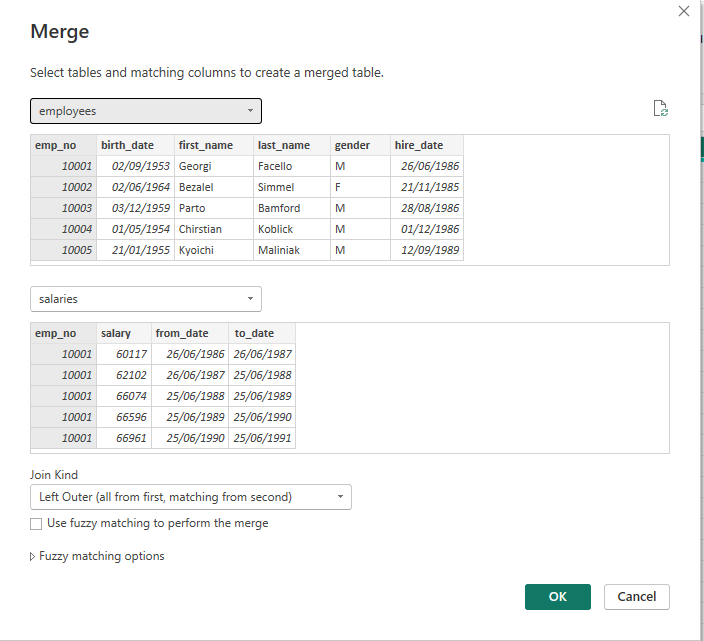 Merge
Select tables and matching columns to create a merged table.
employees
emp_no birth_date first_name last_name gender hire_date
10001 02/09/1953 Georgi Facello M 26/06/1986
10002 02/06/1964 Bezalel Simmel F 21/11/1985
10003 03/12/1959 Parto Bamford M 28/08/1986
10004 01/05/1954 Chirstian Koblick M 01/12/1986
10005 21/01/1955 Kyoichi Maliniak M 12/09/1989
salaries
emp_no salary from_date to_date
10001 60117 26/06/1986 26/06/1987
10001 62102 26/06/1987 25/06/1988
10001 66074 25/06/1988 25/06/1989
10001 66596 25/06/1989 25/06/1990
10001 66961 25/06/1990 25/06/1991
Join Kind
Left Outer (all from first, matching from second)
Use fuzzy matching to perform the merge
Fuzzy matching options
OK Cancel